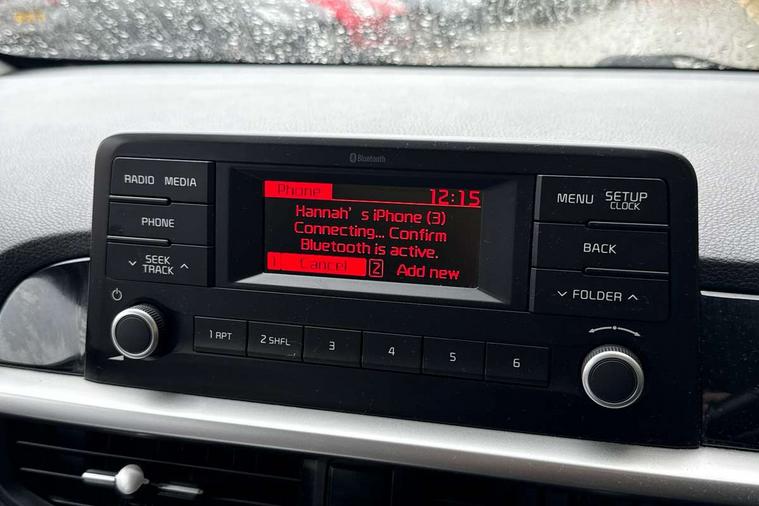 Bluetooth
RADIO MEDIA
PHONE
SEEK
TRACK
Phone 12:15
Hannah's iPhone (3)
Connecting... Confirm
Bluetooth is active.
1 Cancel 2 Add new
MENU SETUP
CLOCK
BACK
FOLDER
1 RPT 2 SHFL 3 4 5 6